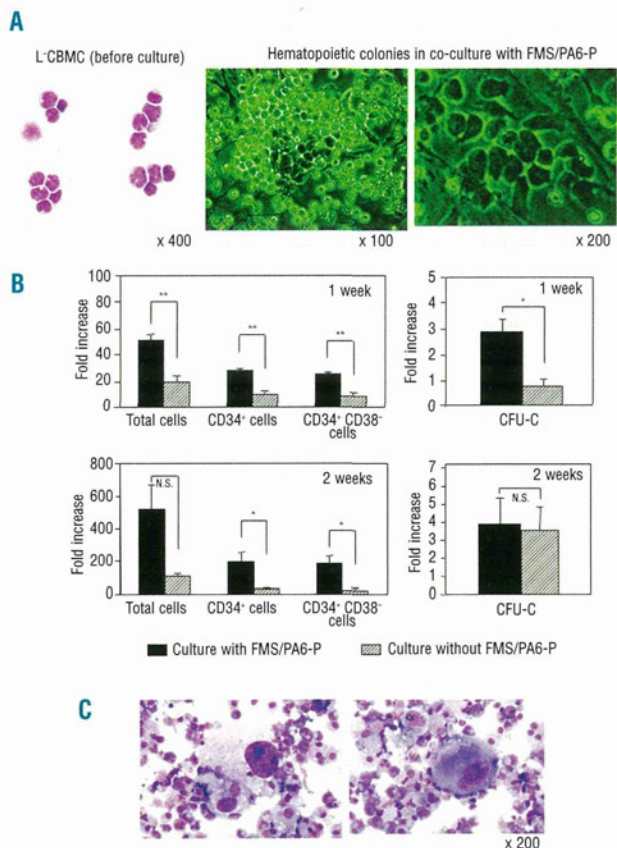 A
L⁻CBMC (before culture)
Hematopoietic colonies in co-culture with FMS/PA6-P
x 400
x 100
x 200
B
Fold increase
100
80
60
40
20
0
1 week
**
**
**
Total cells
CD34⁺ cells
CD34⁺ CD38⁻
cells
Fold increase
5
4
3
2
1
0
1 week
*
CFU-C
Fold increase
800
600
400
200
0
2 weeks
N.S.
*
*
Total cells
CD34⁺ cells
CD34⁺ CD38⁻
cells
Fold increase
7
6
5
4
3
2
1
0
2 weeks
N.S.
CFU-C
Culture with FMS/PA6-P
Culture without FMS/PA6-P
C
x 200